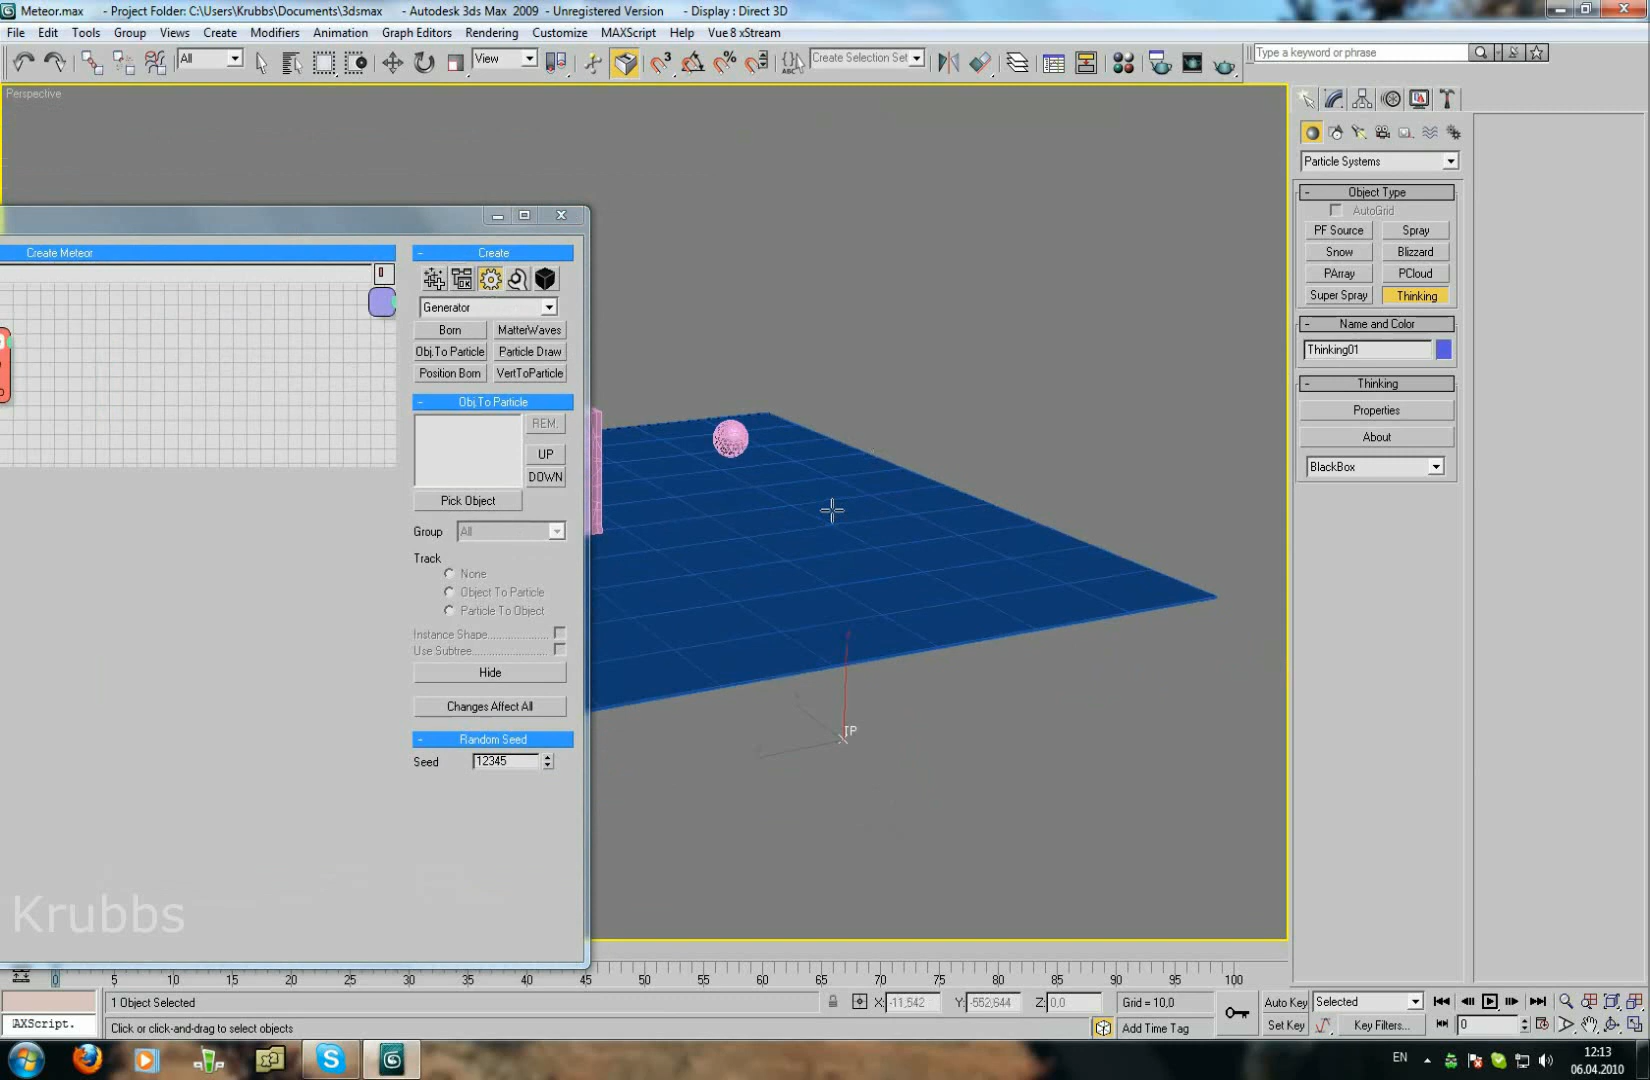 Meteor.max - Project Folder: C:\Users\Krubbs\Documents\3dsmax - Autodesk 3ds Max 2009 - Unregistered Version - Display : Direct 3D
File Edit Tools Group Views Create Modifiers Animation Graph Editors Rendering Customize MAXScript Help Vue 8 xStream
All View Create Selection Set Type a keyword or phrase
Perspective
Particle Systems
- Object Type
AutoGrid
PF Source Spray
Snow Blizzard
PArray PCloud
Super Spray Thinking
- Name and Color
Thinking01
- Thinking
Properties
About
BlackBox
Create Meteor
- Create
Generator
Born MatterWaves
Obj.To Particle Particle Draw
Position Born VertToParticle
- Obj.To Particle
REM.
UP
DOWN
Pick Object
Group All
Track
None
Object To Particle
Particle To Object
Instance Shape
Use Subtree
Hide
Changes Affect All
- Random Seed
Seed 12345
TP
Krubbs
0 5 10 15 20 25 30 35 40 45 50 55 60 65 70 75 80 85 90 95 100
1 Object Selected X: -11,542 Y: -552,644 Z: 0,0 Grid = 10,0 Auto Key Selected
AXScript. Click or click-and-drag to select objects Add Time Tag Set Key Key Filters... 0
EN 12:13
06.04.2010